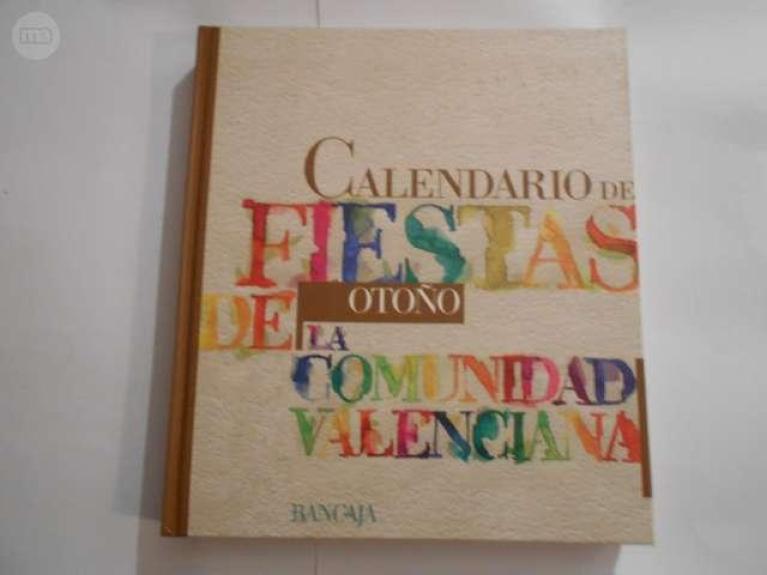 CALENDARIO DE
FIESTAS
DE OTOÑO
LA
COMUNIDAD
VALENCIANA
BANCAJA